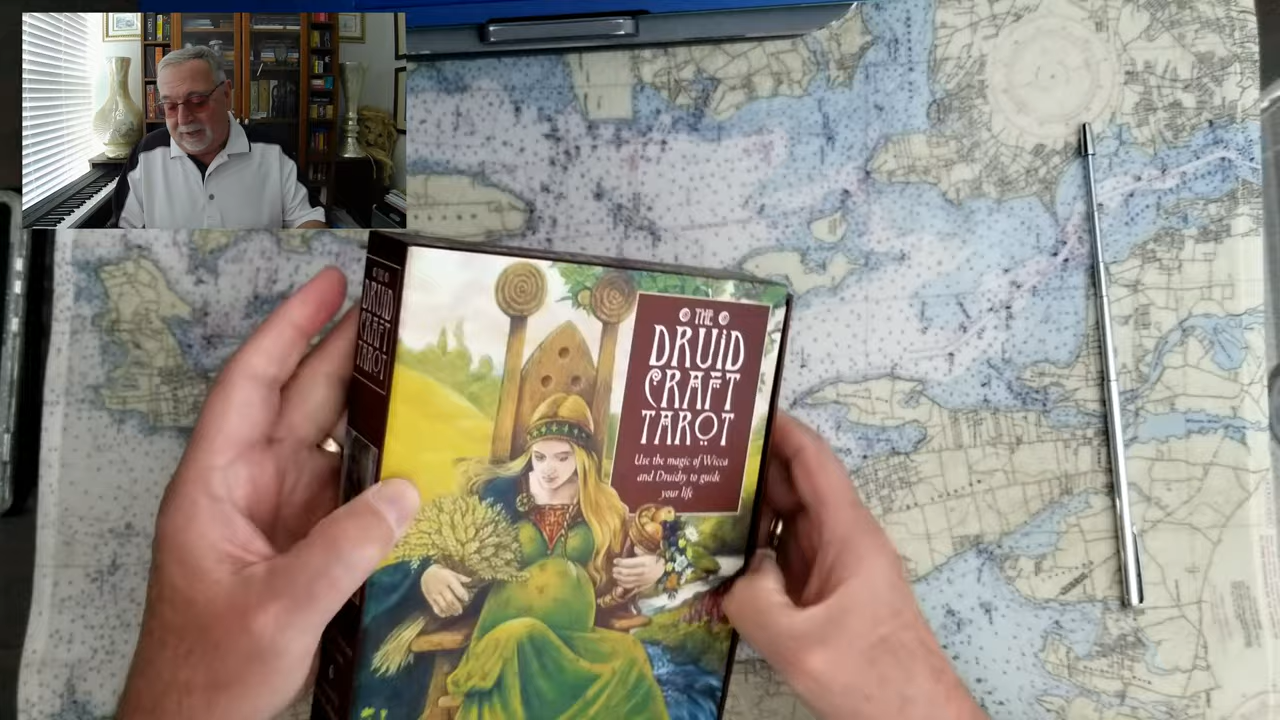 THE
DRUID
CRAFT
TAROT
THE
DRUID
CRAFT
TAROT
Use the magic of Wicca
and Druidry to guide
your life